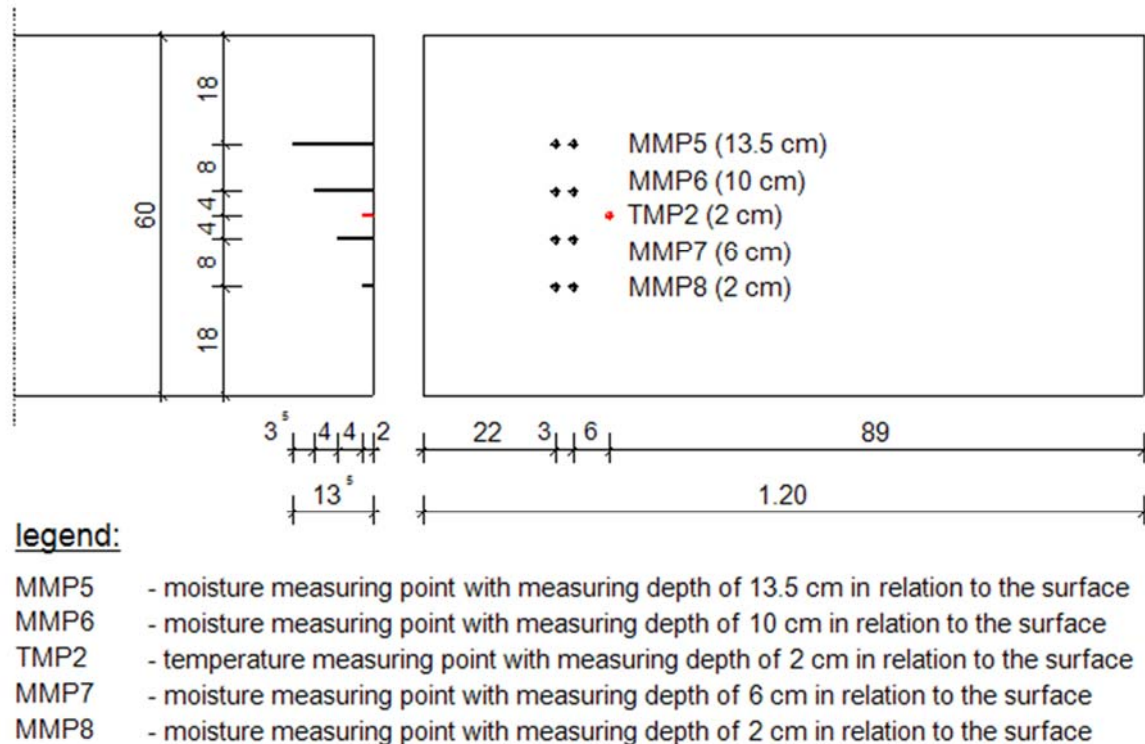 18
8
4
4
8
18
60
MMP5 (13.5 cm)
MMP6 (10 cm)
TMP2 (2 cm)
MMP7 (6 cm)
MMP8 (2 cm)
3⁵ 4 4 2
22 3 6 89
13⁵
1.20
legend:
MMP5 - moisture measuring point with measuring depth of 13.5 cm in relation to the surface
MMP6 - moisture measuring point with measuring depth of 10 cm in relation to the surface
TMP2 - temperature measuring point with measuring depth of 2 cm in relation to the surface
MMP7 - moisture measuring point with measuring depth of 6 cm in relation to the surface
MMP8 - moisture measuring point with measuring depth of 2 cm in relation to the surface